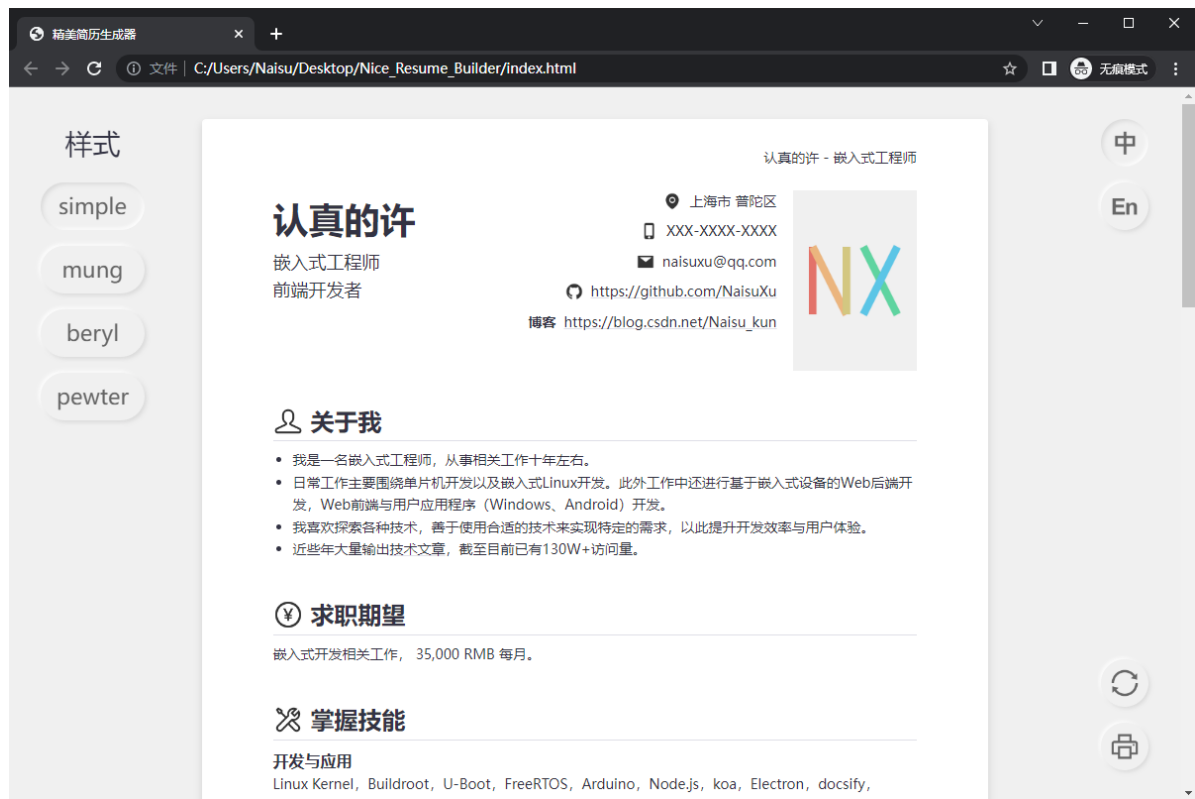 精美简历生成器
文件 C:/Users/Naisu/Desktop/Nice_Resume_Builder/index.html
无痕模式
样式
simple
mung
beryl
pewter
认真的许 - 嵌入式工程师
认真的许
嵌入式工程师
前端开发者
上海市 普陀区
XXX-XXXX-XXXX
naisuxu@qq.com
https://github.com/NaisuXu
博客 https://blog.csdn.net/Naisu_kun
NX
关于我
我是一名嵌入式工程师，从事相关工作十年左右。
日常工作主要围绕单片机开发以及嵌入式Linux开发。此外工作中还进行基于嵌入式设备的Web后端开
发，Web前端与用户应用程序（Windows、Android）开发。
我喜欢探索各种技术，善于使用合适的技术来实现特定的需求，以此提升开发效率与用户体验。
近些年大量输出技术文章，截至目前已有130W+访问量。
求职期望
嵌入式开发相关工作， 35,000 RMB 每月。
掌握技能
开发与应用
Linux Kernel，Buildroot，U-Boot，FreeRTOS，Arduino，Node.js，koa，Electron，docsify，
中
En